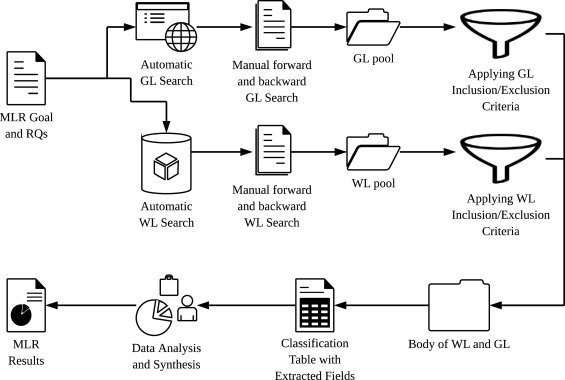 Automatic
GL Search
Manual forward
and backward
GL Search
GL pool
Applying GL
Inclusion/Exclusion
Criteria
MLR Goal
and RQs
Automatic
WL Search
Manual forward
and backward
WL Search
WL pool
Applying WL
Inclusion/Exclusion
Criteria
MLR
Results
Data Analysis
and Synthesis
Classification
Table with
Extracted Fields
Body of WL and GL